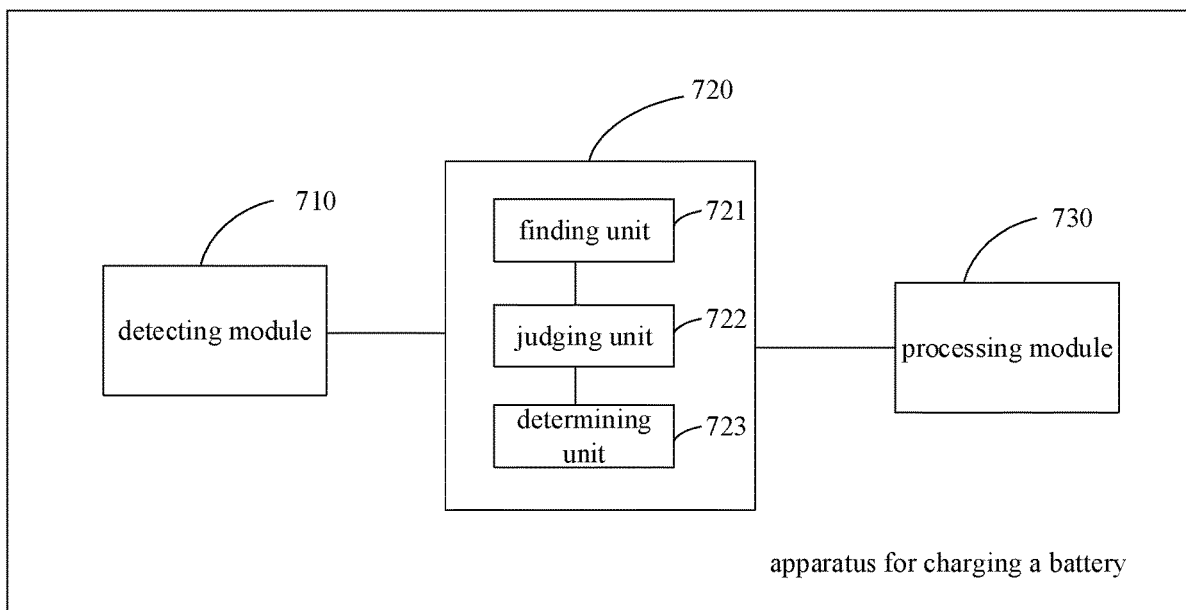 720
710
721
finding unit
730
detecting module
judging unit
722
processing module
determining
unit
723
apparatus for charging a battery